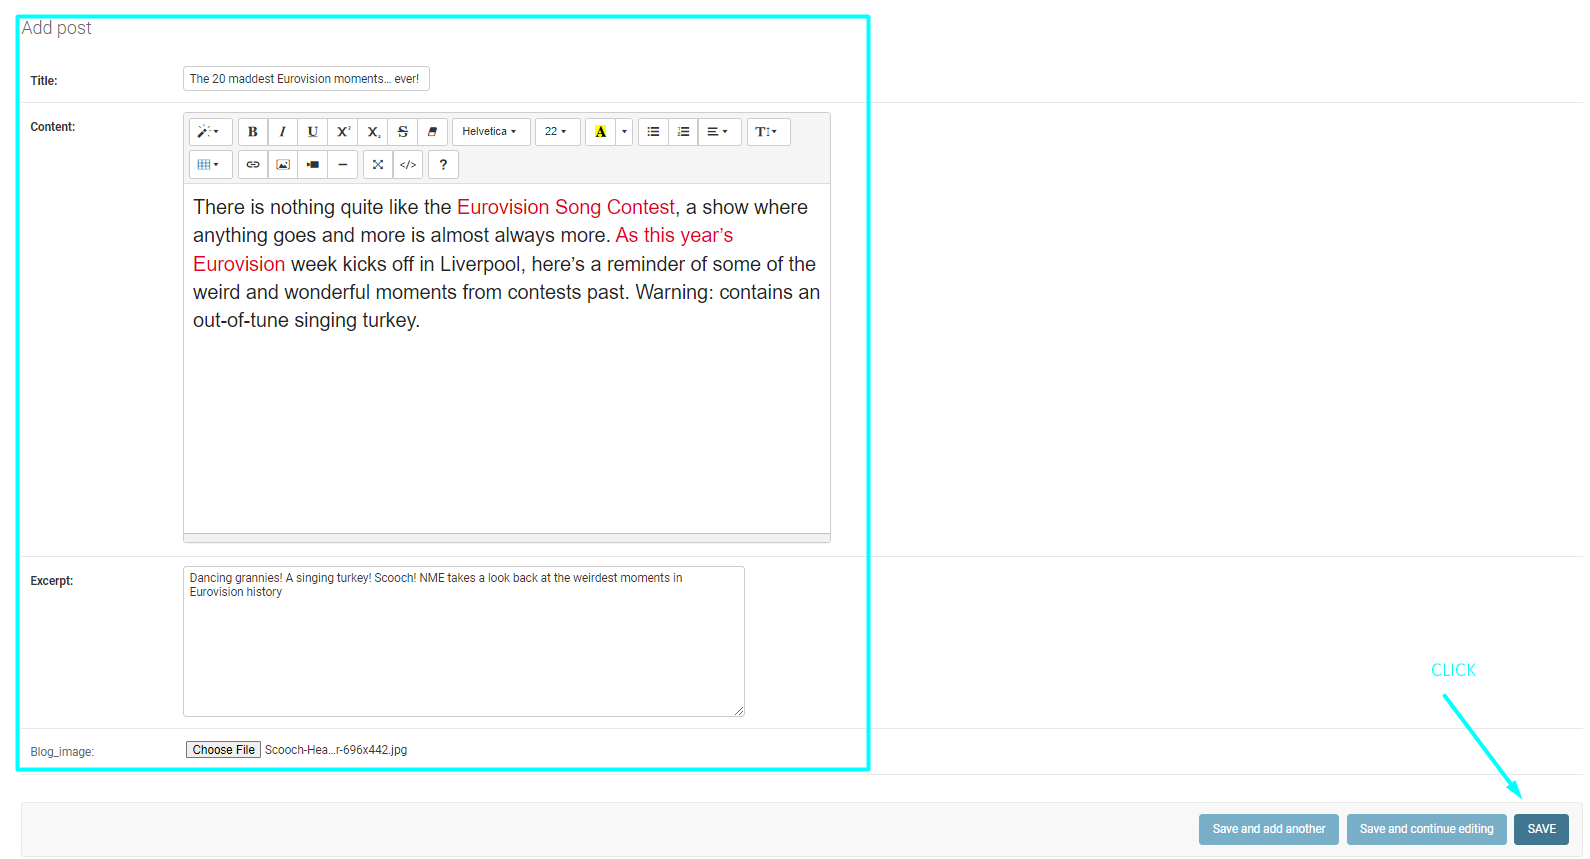 Add post
Title:
The 20 maddest Eurovision moments... ever!
Content:
B I U X² X₂ S Helvetica 22 A T
</> ?
There is nothing quite like the Eurovision Song Contest, a show where
anything goes and more is almost always more. As this year’s
Eurovision week kicks off in Liverpool, here’s a reminder of some of the
weird and wonderful moments from contests past. Warning: contains an
out-of-tune singing turkey.
Excerpt:
Dancing grannies! A singing turkey! Scooch! NME takes a look back at the weirdest moments in
Eurovision history
CLICK
Blog_image:
Choose File Scooch-Hea...r-696x442.jpg
Save and add another
Save and continue editing
SAVE